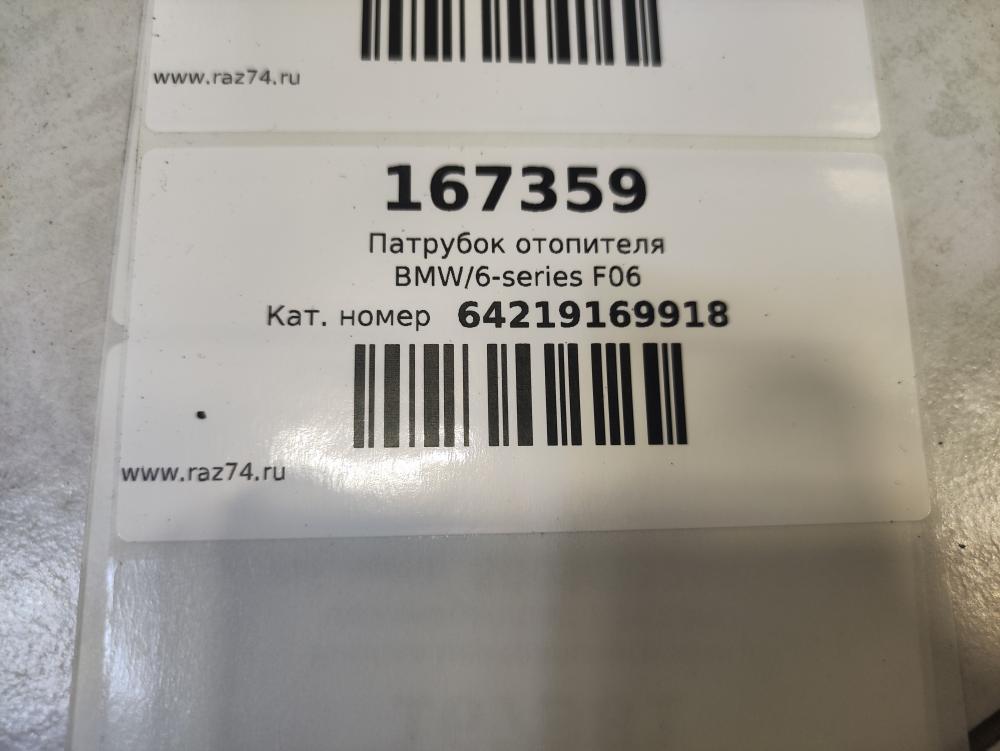 www.raz74.ru
167359
Патрубок отопителя
BMW/6-series F06
Кат. номер 64219169918
www.raz74.ru